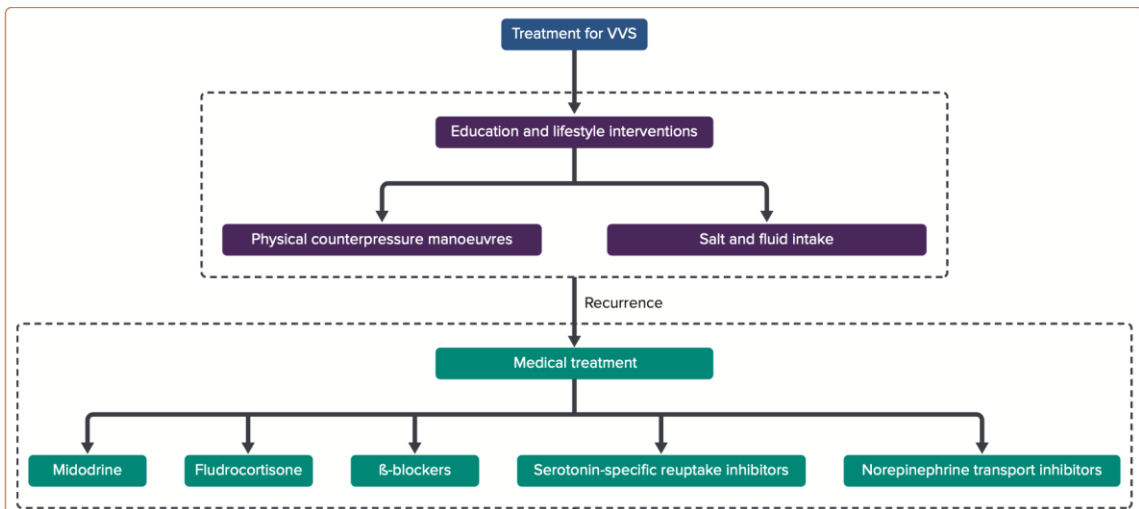 Treatment for VVS
Education and lifestyle interventions
Physical counterpressure manoeuvres
Salt and fluid intake
Recurrence
Medical treatment
Midodrine
Fludrocortisone
ß-blockers
Serotonin-specific reuptake inhibitors
Norepinephrine transport inhibitors